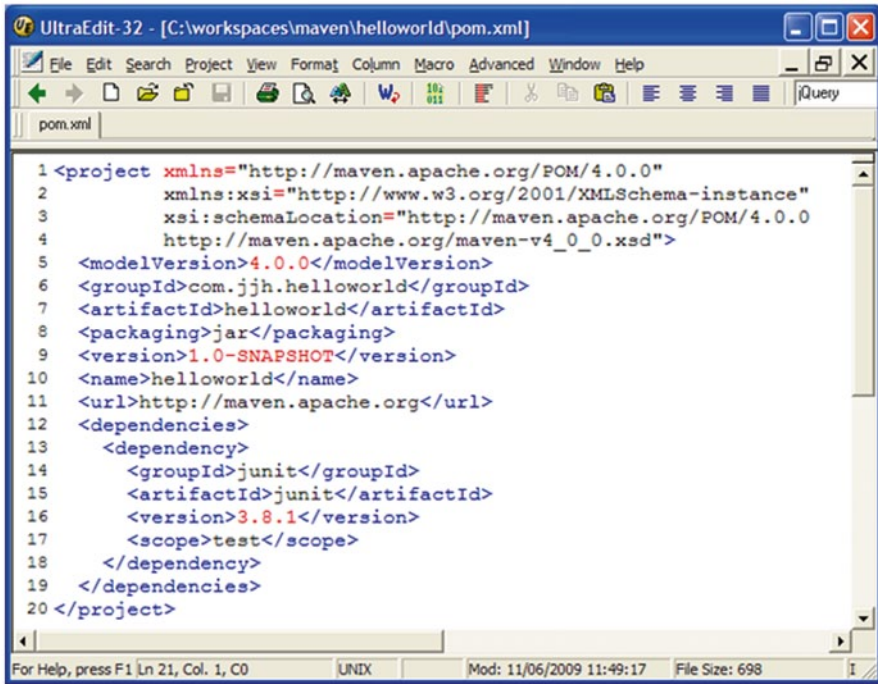 UltraEdit-32 - [C:\workspaces\maven\helloworld\pom.xml]
File Edit Search Project View Format Column Macro Advanced Window Help
jQuery
pom.xml
1 <project xmlns="http://maven.apache.org/POM/4.0.0"
2 xmlns:xsi="http://www.w3.org/2001/XMLSchema-instance"
3 xsi:schemaLocation="http://maven.apache.org/POM/4.0.0
4 http://maven.apache.org/maven-v4_0_0.xsd">
5 <modelVersion>4.0.0</modelVersion>
6 <groupId>com.jjh.helloworld</groupId>
7 <artifactId>helloworld</artifactId>
8 <packaging>jar</packaging>
9 <version>1.0-SNAPSHOT</version>
10 <name>helloworld</name>
11 <url>http://maven.apache.org</url>
12 <dependencies>
13 <dependency>
14 <groupId>junit</groupId>
15 <artifactId>junit</artifactId>
16 <version>3.8.1</version>
17 <scope>test</scope>
18 </dependency>
19 </dependencies>
20 </project>
For Help, press F1 Ln 21, Col. 1, C0 UNIX Mod: 11/06/2009 11:49:17 File Size: 698 I